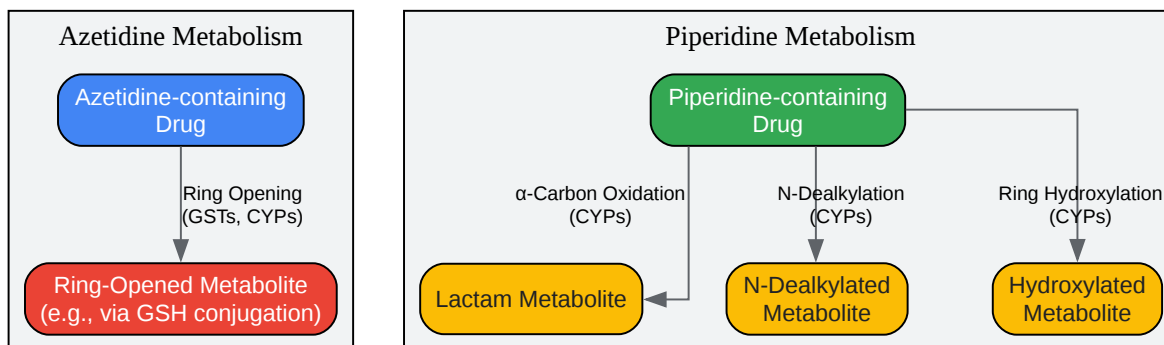 Azetidine Metabolism
Azetidine-containing
Drug
Ring Opening
(GSTs, CYPs)
Ring-Opened Metabolite
(e.g., via GSH conjugation)
Piperidine Metabolism
Piperidine-containing
Drug
α-Carbon Oxidation
(CYPs)
N-Dealkylation
(CYPs)
Ring Hydroxylation
(CYPs)
Lactam Metabolite
N-Dealkylated
Metabolite
Hydroxylated
Metabolite